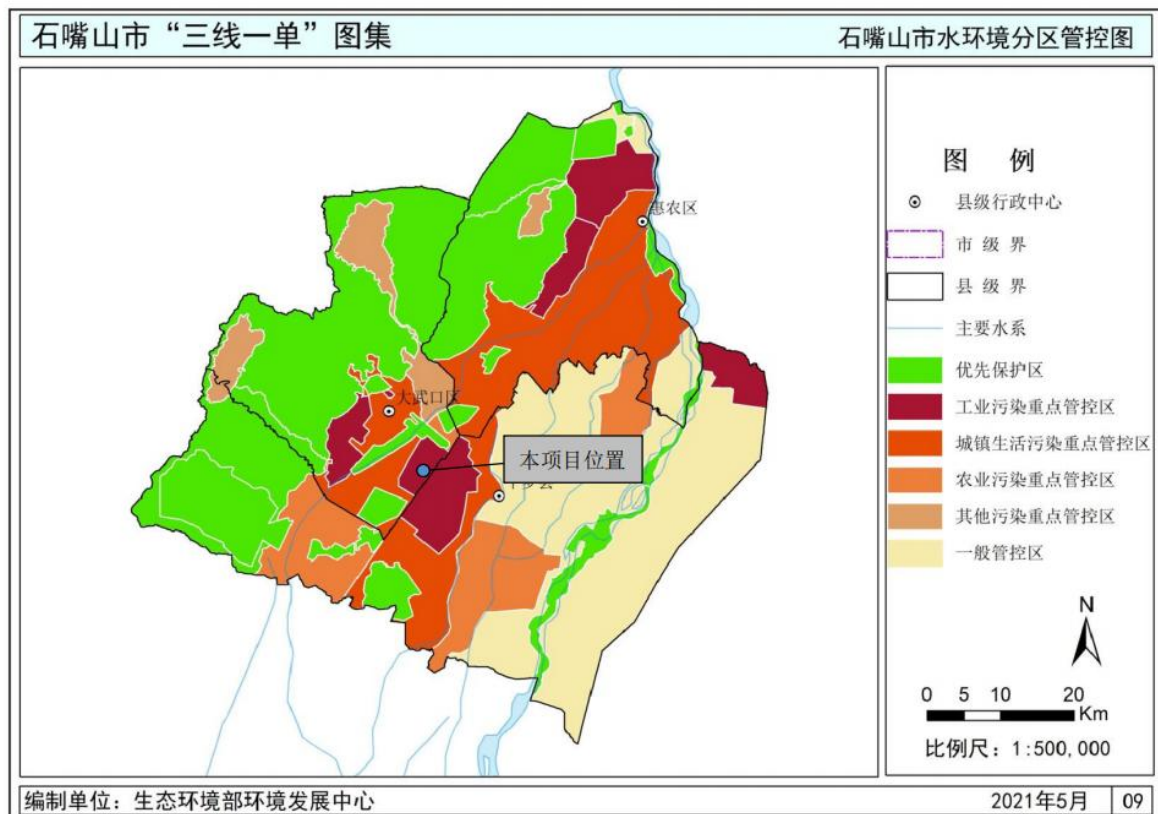 石嘴山市“三线一单”图集
石嘴山市水环境分区管控图
惠农区
大武口区
本项目位置
图 例
县级行政中心
市 级 界
县 级 界
主要水系
优先保护区
工业污染重点管控区
城镇生活污染重点管控区
农业污染重点管控区
其他污染重点管控区
一般管控区
N
0 5 10 20
Km
比例尺：1:500,000
编制单位：生态环境部环境发展中心
2021年5月
09